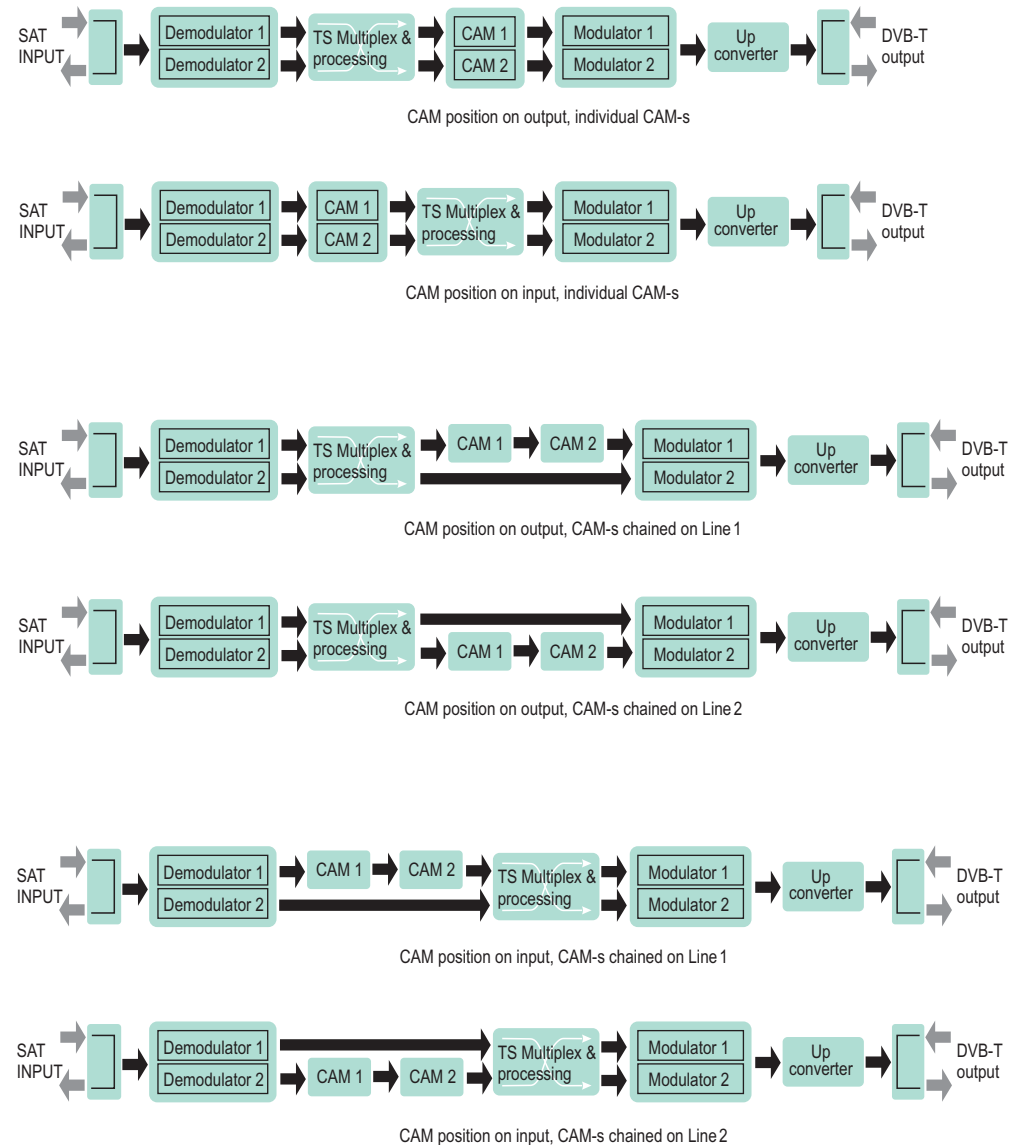 SAT
INPUT
Demodulator 1
Demodulator 2
TS Multiplex &
processing
CAM 1
CAM 2
Modulator 1
Modulator 2
Up
converter
DVB-T
output
CAM position on output, individual CAM-s
SAT
INPUT
Demodulator 1
Demodulator 2
CAM 1
CAM 2
TS Multiplex &
processing
Modulator 1
Modulator 2
Up
converter
DVB-T
output
CAM position on input, individual CAM-s
SAT
INPUT
Demodulator 1
Demodulator 2
TS Multiplex &
processing
CAM 1
CAM 2
Modulator 1
Modulator 2
Up
converter
DVB-T
output
CAM position on output, CAM-s chained on Line 1
SAT
INPUT
Demodulator 1
Demodulator 2
TS Multiplex &
processing
CAM 1
CAM 2
Modulator 1
Modulator 2
Up
converter
DVB-T
output
CAM position on output, CAM-s chained on Line 2
SAT
INPUT
Demodulator 1
Demodulator 2
CAM 1
CAM 2
TS Multiplex &
processing
Modulator 1
Modulator 2
Up
converter
DVB-T
output
CAM position on input, CAM-s chained on Line 1
SAT
INPUT
Demodulator 1
Demodulator 2
CAM 1
CAM 2
TS Multiplex &
processing
Modulator 1
Modulator 2
Up
converter
DVB-T
output
CAM position on input, CAM-s chained on Line 2